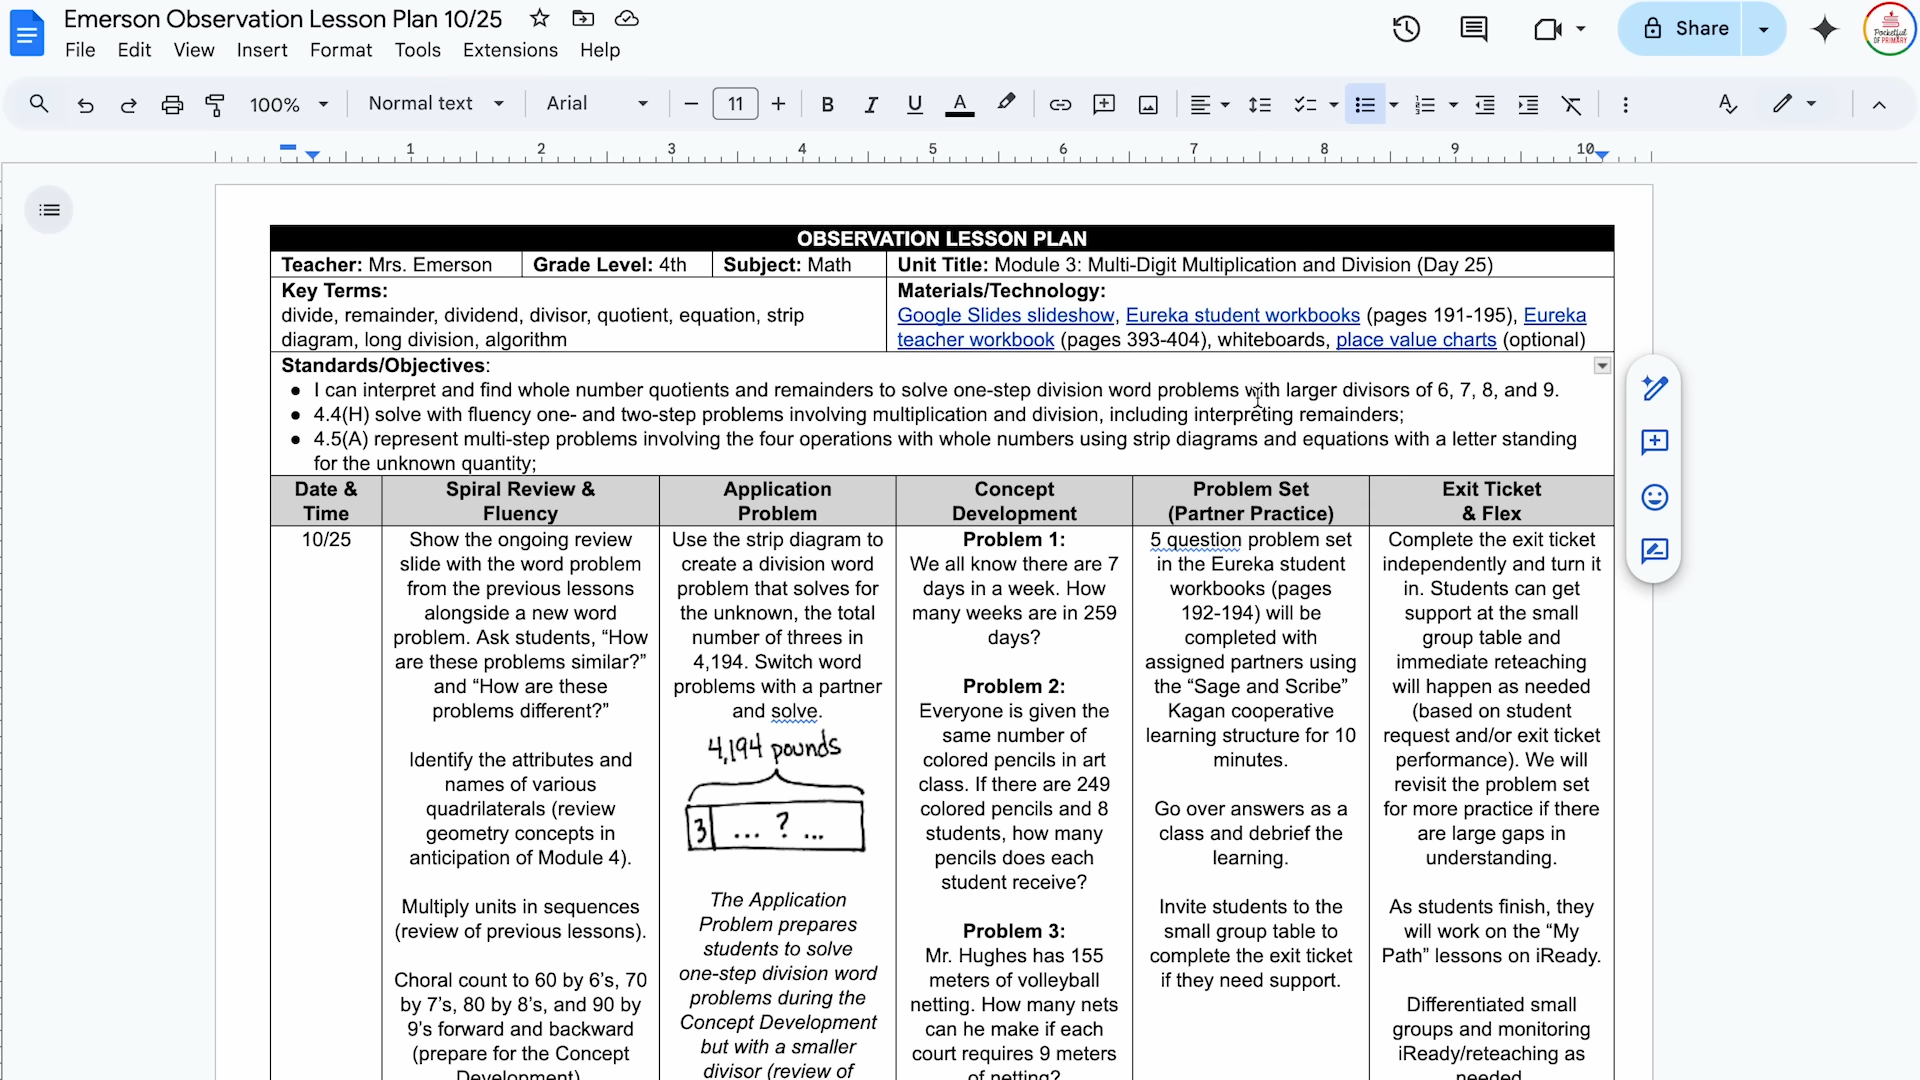 Emerson Observation Lesson Plan 10/25
File Edit View Insert Format Tools Extensions Help
Share
Pocketful
OF PRIMARY
100% Normal text Arial 11
1 2 3 4 5 6 7 8 9 10
OBSERVATION LESSON PLAN
Teacher: Mrs. Emerson
Grade Level: 4th
Subject: Math
Unit Title: Module 3: Multi-Digit Multiplication and Division (Day 25)
Key Terms:
divide, remainder, dividend, divisor, quotient, equation, strip
diagram, long division, algorithm
Materials/Technology:
Google Slides slideshow, Eureka student workbooks (pages 191-195), Eureka
teacher workbook (pages 393-404), whiteboards, place value charts (optional)
Standards/Objectives:
● I can interpret and find whole number quotients and remainders to solve one-step division word problems with larger divisors of 6, 7, 8, and 9.
● 4.4(H) solve with fluency one- and two-step problems involving multiplication and division, including interpreting remainders;
● 4.5(A) represent multi-step problems involving the four operations with whole numbers using strip diagrams and equations with a letter standing
for the unknown quantity;
Date &
Time
Spiral Review &
Fluency
Application
Problem
Concept
Development
Problem Set
(Partner Practice)
Exit Ticket
& Flex
10/25
Show the ongoing review
slide with the word problem
from the previous lessons
alongside a new word
problem. Ask students, “How
are these problems similar?”
and “How are these
problems different?”
Identify the attributes and
names of various
quadrilaterals (review
geometry concepts in
anticipation of Module 4).
Multiply units in sequences
(review of previous lessons).
Choral count to 60 by 6’s, 70
by 7’s, 80 by 8’s, and 90 by
9’s forward and backward
(prepare for the Concept
Development)
Use the strip diagram to
create a division word
problem that solves for
the unknown, the total
number of threes in
4,194. Switch word
problems with a partner
and solve.
4,194 pounds
3 ... ? ...
The Application
Problem prepares
students to solve
one-step division word
problems during the
Concept Development
but with a smaller
divisor (review of
Problem 1:
We all know there are 7
days in a week. How
many weeks are in 259
days?
Problem 2:
Everyone is given the
same number of
colored pencils in art
class. If there are 249
colored pencils and 8
students, how many
pencils does each
student receive?
Problem 3:
Mr. Hughes has 155
meters of volleyball
netting. How many nets
can he make if each
court requires 9 meters
of netting?
5 question problem set
in the Eureka student
workbooks (pages
192-194) will be
completed with
assigned partners using
the “Sage and Scribe”
Kagan cooperative
learning structure for 10
minutes.
Go over answers as a
class and debrief the
learning.
Invite students to the
small group table to
complete the exit ticket
if they need support.
Complete the exit ticket
independently and turn it
in. Students can get
support at the small
group table and
immediate reteaching
will happen as needed
(based on student
request and/or exit ticket
performance). We will
revisit the problem set
for more practice if there
are large gaps in
understanding.
As students finish, they
will work on the “My
Path” lessons on iReady.
Differentiated small
groups and monitoring
iReady/reteaching as
needed